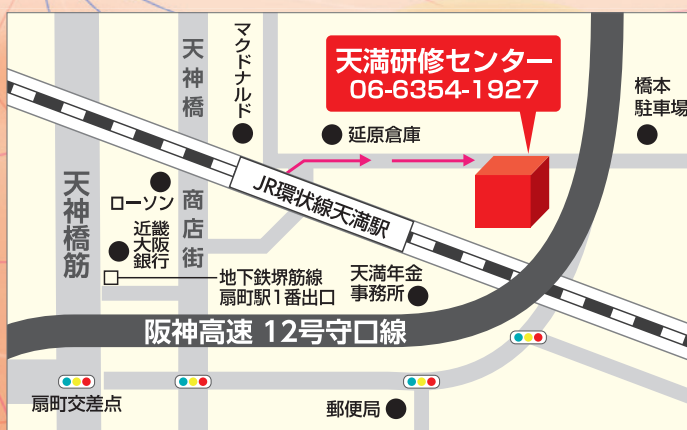 天満研修センター
06-6354-1927
天神橋
商店街
マクドナルド
延原倉庫
橋本
駐車場
天神橋筋
ローソン
JR環状線天満駅
近畿
大阪
銀行
地下鉄堺筋線
扇町駅1番出口
天満年金
事務所
阪神高速 12号守口線
扇町交差点
郵便局